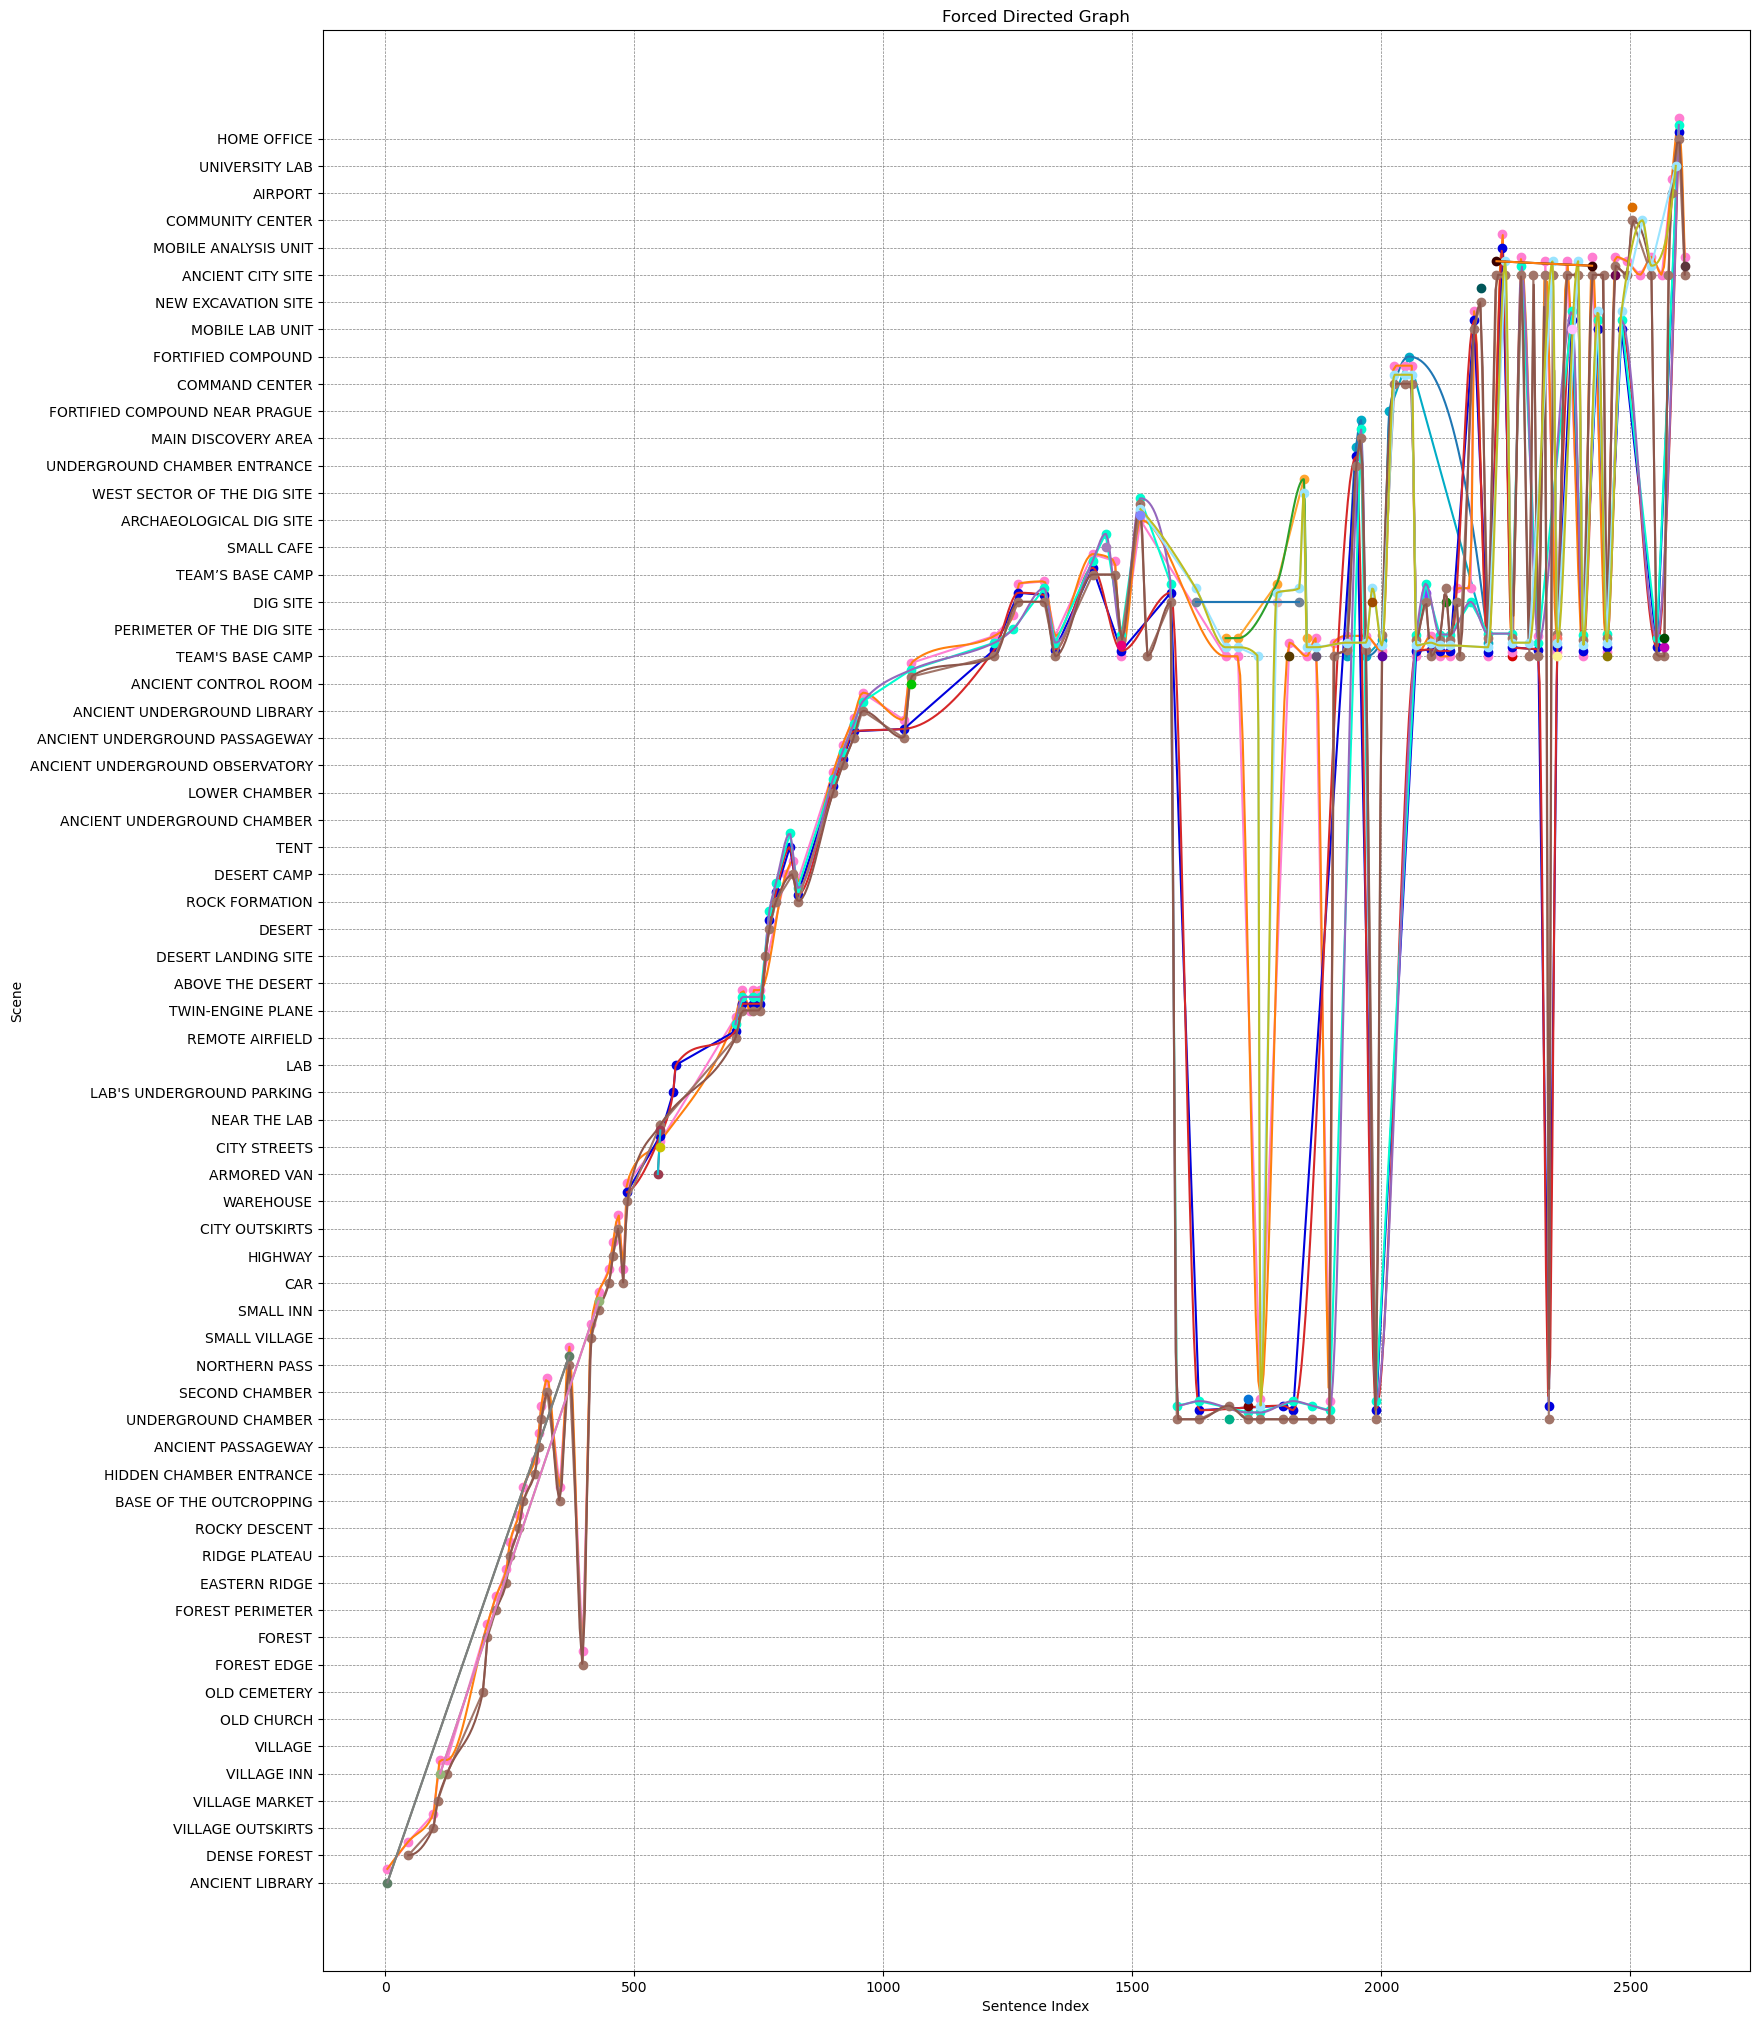 Forced Directed Graph
HOME OFFICE
UNIVERSITY LAB
AIRPORT
COMMUNITY CENTER
MOBILE ANALYSIS UNIT
ANCIENT CITY SITE
NEW EXCAVATION SITE
MOBILE LAB UNIT
FORTIFIED COMPOUND
COMMAND CENTER
FORTIFIED COMPOUND NEAR PRAGUE
MAIN DISCOVERY AREA
UNDERGROUND CHAMBER ENTRANCE
WEST SECTOR OF THE DIG SITE
ARCHAEOLOGICAL DIG SITE
SMALL CAFE
TEAM’S BASE CAMP
DIG SITE
PERIMETER OF THE DIG SITE
TEAM'S BASE CAMP
ANCIENT CONTROL ROOM
ANCIENT UNDERGROUND LIBRARY
ANCIENT UNDERGROUND PASSAGEWAY
ANCIENT UNDERGROUND OBSERVATORY
LOWER CHAMBER
ANCIENT UNDERGROUND CHAMBER
TENT
DESERT CAMP
ROCK FORMATION
DESERT
DESERT LANDING SITE
ABOVE THE DESERT
TWIN-ENGINE PLANE
REMOTE AIRFIELD
LAB
LAB'S UNDERGROUND PARKING
NEAR THE LAB
CITY STREETS
ARMORED VAN
WAREHOUSE
CITY OUTSKIRTS
HIGHWAY
CAR
SMALL INN
SMALL VILLAGE
NORTHERN PASS
SECOND CHAMBER
UNDERGROUND CHAMBER
ANCIENT PASSAGEWAY
HIDDEN CHAMBER ENTRANCE
BASE OF THE OUTCROPPING
ROCKY DESCENT
RIDGE PLATEAU
EASTERN RIDGE
FOREST PERIMETER
FOREST
FOREST EDGE
OLD CEMETERY
OLD CHURCH
VILLAGE
VILLAGE INN
VILLAGE MARKET
VILLAGE OUTSKIRTS
DENSE FOREST
ANCIENT LIBRARY
Scene
0 500 1000 1500 2000 2500
Sentence Index